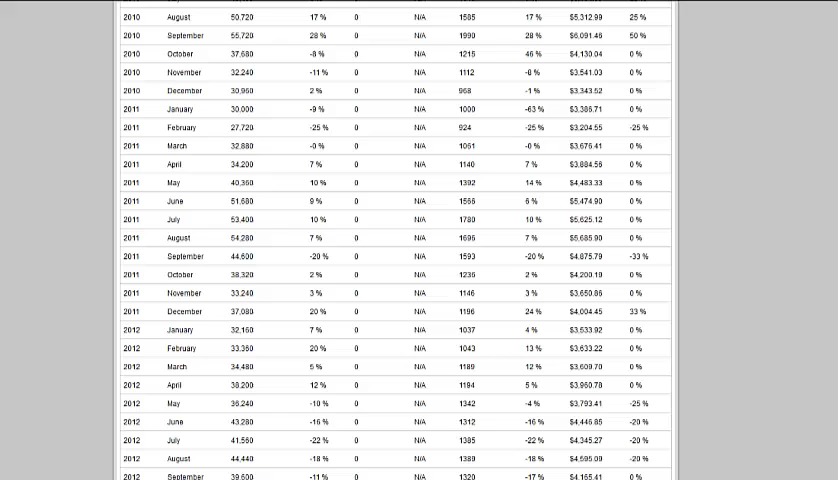 2010 August 50,720 17 % 0 N/A 1585 17 % $5,312.99 25 %
2010 September 55,720 28 % 0 N/A 1990 28 % $6,091.46 50 %
2010 October 37,680 -8 % 0 N/A 1215 46 % $4,130.04 0 %
2010 November 32,240 -11 % 0 N/A 1112 -8 % $3,541.03 0 %
2010 December 30,960 2 % 0 N/A 968 -1 % $3,343.52 0 %
2011 January 30,000 -9 % 0 N/A 1000 -63 % $3,386.71 0 %
2011 February 27,720 -25 % 0 N/A 924 -25 % $3,204.55 -25 %
2011 March 32,880 -0 % 0 N/A 1061 -0 % $3,676.41 0 %
2011 April 34,200 7 % 0 N/A 1140 7 % $3,884.56 0 %
2011 May 40,360 10 % 0 N/A 1392 14 % $4,483.33 0 %
2011 June 51,680 9 % 0 N/A 1566 6 % $5,474.90 0 %
2011 July 53,400 10 % 0 N/A 1780 10 % $5,625.12 0 %
2011 August 54,280 7 % 0 N/A 1696 7 % $5,685.90 0 %
2011 September 44,600 -20 % 0 N/A 1593 -20 % $4,875.79 -33 %
2011 October 38,320 2 % 0 N/A 1236 2 % $4,200.19 0 %
2011 November 33,240 3 % 0 N/A 1146 3 % $3,650.86 0 %
2011 December 37,080 20 % 0 N/A 1196 24 % $4,004.45 33 %
2012 January 32,160 7 % 0 N/A 1037 4 % $3,533.92 0 %
2012 February 33,360 20 % 0 N/A 1043 13 % $3,633.22 0 %
2012 March 34,480 5 % 0 N/A 1189 12 % $3,609.70 0 %
2012 April 38,200 12 % 0 N/A 1194 5 % $3,960.78 0 %
2012 May 36,240 -10 % 0 N/A 1342 -4 % $3,793.41 -25 %
2012 June 43,280 -16 % 0 N/A 1312 -16 % $4,446.85 -20 %
2012 July 41,560 -22 % 0 N/A 1385 -22 % $4,345.27 -20 %
2012 August 44,440 -18 % 0 N/A 1389 -18 % $4,595.09 -20 %
2012 September 39,600 -11 % 0 N/A 1320 -17 % $4,165.41 0 %